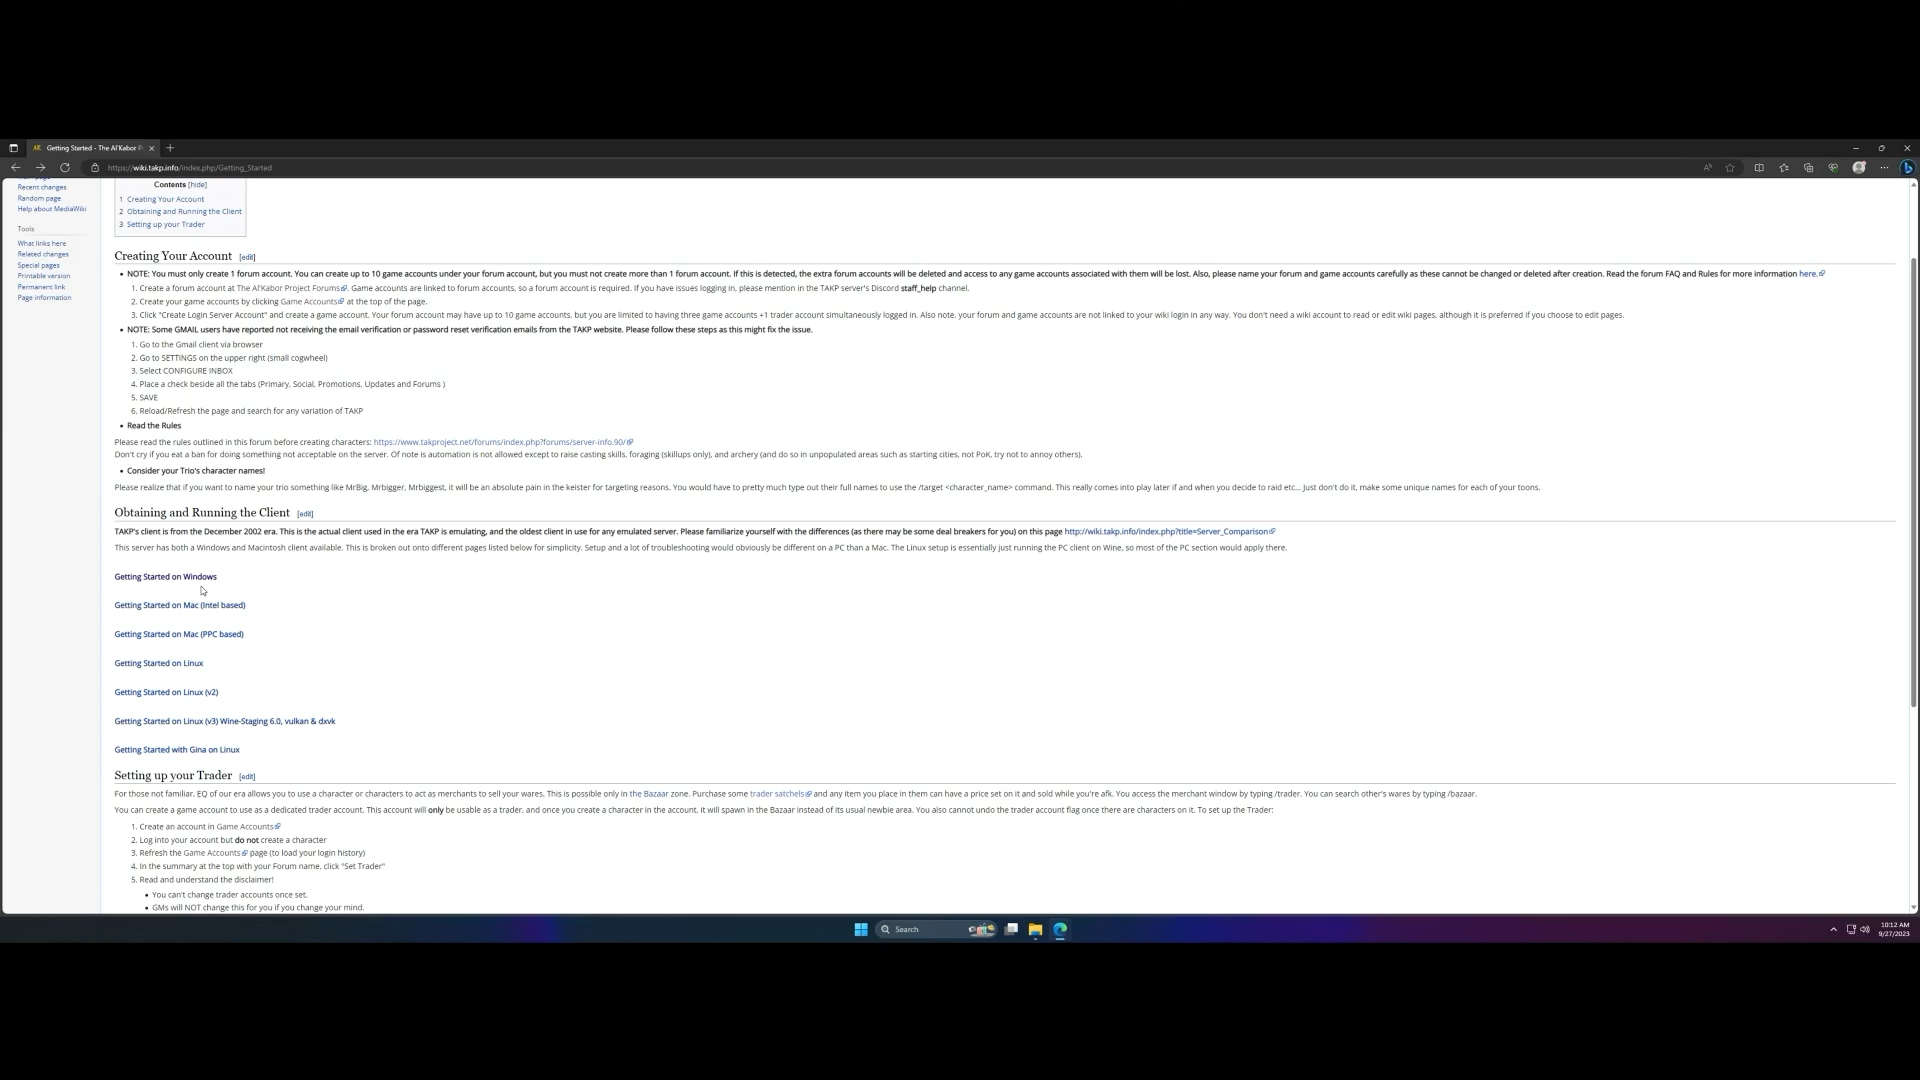 Getting Started - The Al'Kabor P
https://wiki.takp.info/index.php/Getting_Started
Recent changes
Random page
Help about MediaWiki
Tools
What links here
Related changes
Special pages
Printable version
Permanent link
Page information
Contents [hide]
1 Creating Your Account
2 Obtaining and Running the Client
3 Setting up your Trader
Creating Your Account [edit]
• NOTE: You must only create 1 forum account. You can create up to 10 game accounts under your forum account, but you must not create more than 1 forum account. If this is detected, the extra forum accounts will be deleted and access to any game accounts associated with them will be lost. Also, please name your forum and game accounts carefully as these cannot be changed or deleted after creation. Read the forum FAQ and Rules for more information here.
1. Create a forum account at The Al'Kabor Project Forums. Game accounts are linked to forum accounts, so a forum account is required. If you have issues logging in, please mention in the TAKP server's Discord staff_help channel.
2. Create your game accounts by clicking Game Accounts at the top of the page.
3. Click "Create Login Server Account" and create a game account. Your forum account may have up to 10 game accounts, but you are limited to having three game accounts +1 trader account simultaneously logged in. Also note, your forum and game accounts are not linked to your wiki login in any way. You don't need a wiki account to read or edit wiki pages, although it is preferred if you choose to edit pages.
• NOTE: Some GMAIL users have reported not receiving the email verification or password reset verification emails from the TAKP website. Please follow these steps as this might fix the issue.
1. Go to the Gmail client via browser
2. Go to SETTINGS on the upper right (small cogwheel)
3. Select CONFIGURE INBOX
4. Place a check beside all the tabs (Primary, Social, Promotions, Updates and Forums )
5. SAVE
6. Reload/Refresh the page and search for any variation of TAKP
• Read the Rules
Please read the rules outlined in this forum before creating characters: https://www.takproject.net/forums/index.php?forums/server-info.90/
Don't cry if you eat a ban for doing something not acceptable on the server. Of note is automation is not allowed except to raise casting skills, foraging (skillups only), and archery (and do so in unpopulated areas such as starting cities, not PoK, try not to annoy others).
• Consider your Trio's character names!
Please realize that if you want to name your trio something like MrBig, Mrbigger, Mrbiggest, it will be an absolute pain in the keister for targeting reasons. You would have to pretty much type out their full names to use the /target <character_name> command. This really comes into play later if and when you decide to raid etc... Just don't do it, make some unique names for each of your toons.
Obtaining and Running the Client [edit]
TAKP's client is from the December 2002 era. This is the actual client used in the era TAKP is emulating, and the oldest client in use for any emulated server. Please familiarize yourself with the differences (as there may be some deal breakers for you) on this page http://wiki.takp.info/index.php?title=Server_Comparison
This server has both a Windows and Macintosh client available. This is broken out onto different pages listed below for simplicity. Setup and a lot of troubleshooting would obviously be different on a PC than a Mac. The Linux setup is essentially just running the PC client on Wine, so most of the PC section would apply there.
Getting Started on Windows
Getting Started on Mac (Intel based)
Getting Started on Mac (PPC based)
Getting Started on Linux
Getting Started on Linux (v2)
Getting Started on Linux (v3) Wine-Staging 6.0, vulkan & dxvk
Getting Started with Gina on Linux
Setting up your Trader [edit]
For those not familiar, EQ of our era allows you to use a character or characters to act as merchants to sell your wares. This is possible only in the Bazaar zone. Purchase some trader satchels and any item you place in them can have a price set on it and sold while you're afk. You access the merchant window by typing /trader. You can search other's wares by typing /bazaar.
You can create a game account to use as a dedicated trader account. This account will only be usable as a trader, and once you create a character in the account, it will spawn in the Bazaar instead of its usual newbie area. You also cannot undo the trader account flag once there are characters on it. To set up the Trader:
1. Create an account in Game Accounts
2. Log into your account but do not create a character
3. Refresh the Game Accounts page (to load your login history)
4. In the summary at the top with your Forum name, click "Set Trader"
5. Read and understand the disclaimer!
• You can't change trader accounts once set.
• GMs will NOT change this for you if you change your mind.
Search
10:12 AM
9/27/2023